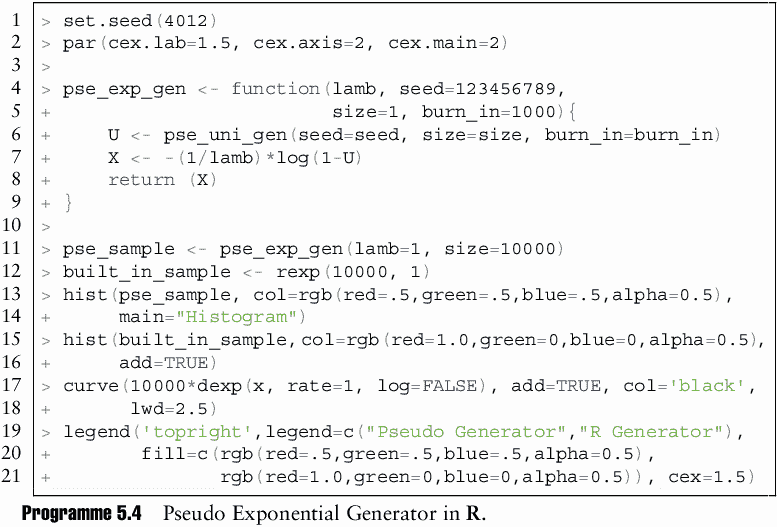 1 > set.seed(4012)
2 > par(cex.lab=1.5, cex.axis=2, cex.main=2)
3 >
4 > pse_exp_gen <- function(lamb, seed=123456789,
5 + size=1, burn_in=1000){
6 + U <- pse_uni_gen(seed=seed, size=size, burn_in=burn_in)
7 + X <- -(1/lamb)*log(1-U)
8 + return (X)
9 + }
10 >
11 > pse_sample <- pse_exp_gen(lamb=1, size=10000)
12 > built_in_sample <- rexp(10000, 1)
13 > hist(pse_sample, col=rgb(red=.5,green=.5,blue=.5,alpha=0.5),
14 + main="Histogram")
15 > hist(built_in_sample,col=rgb(red=1.0,green=0,blue=0,alpha=0.5),
16 + add=TRUE)
17 > curve(10000*dexp(x, rate=1, log=FALSE), add=TRUE, col='black',
18 + lwd=2.5)
19 > legend('topright',legend=c("Pseudo Generator","R Generator"),
20 + fill=c(rgb(red=.5,green=.5,blue=.5,alpha=0.5),
21 + rgb(red=1.0,green=0,blue=0,alpha=0.5)), cex=1.5)
Programme 5.4 Pseudo Exponential Generator in R.